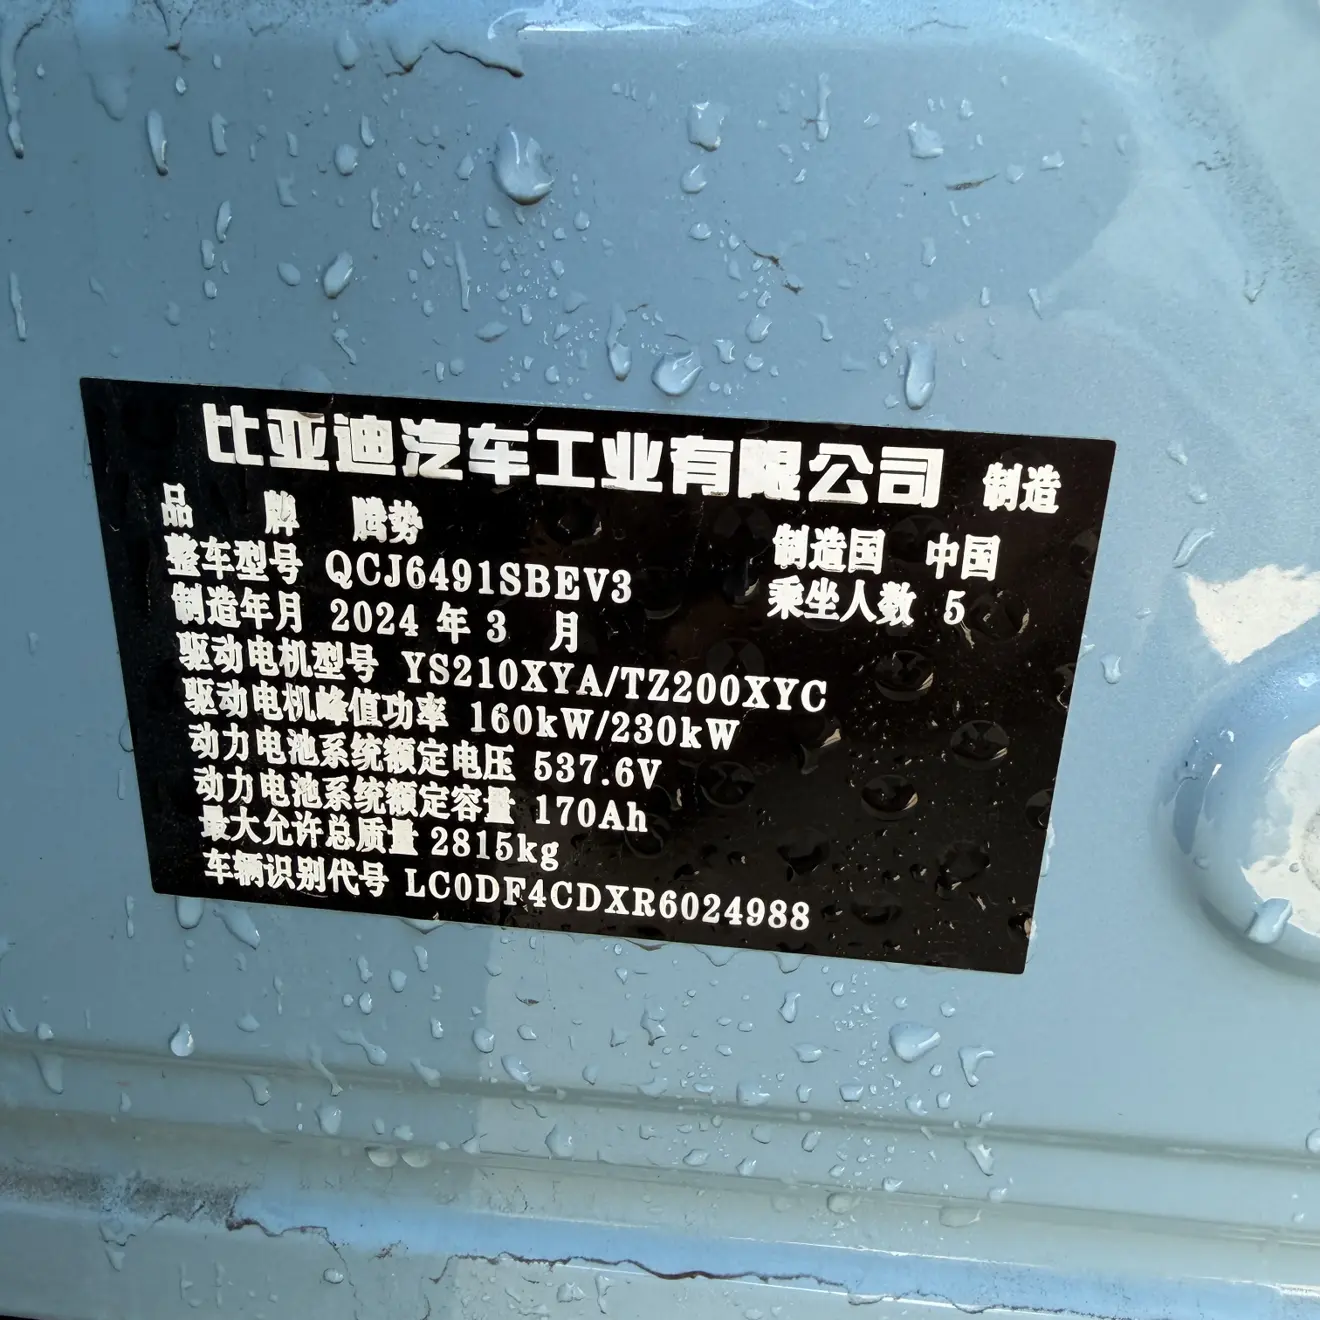 比亚迪汽车工业有限公司 制造
品 牌 腾势 制造国 中国
整车型号 QCJ6491SBEV3 乘坐人数 5
制造年月 2024 年 3 月
驱动电机型号 YS210XYA/TZ200XYC
驱动电机峰值功率 160kW/230kW
动力电池系统额定电压 537.6V
动力电池系统额定容量 170Ah
最大允许总质量 2815kg
车辆识别代号 LC0DF4CDXR6024988